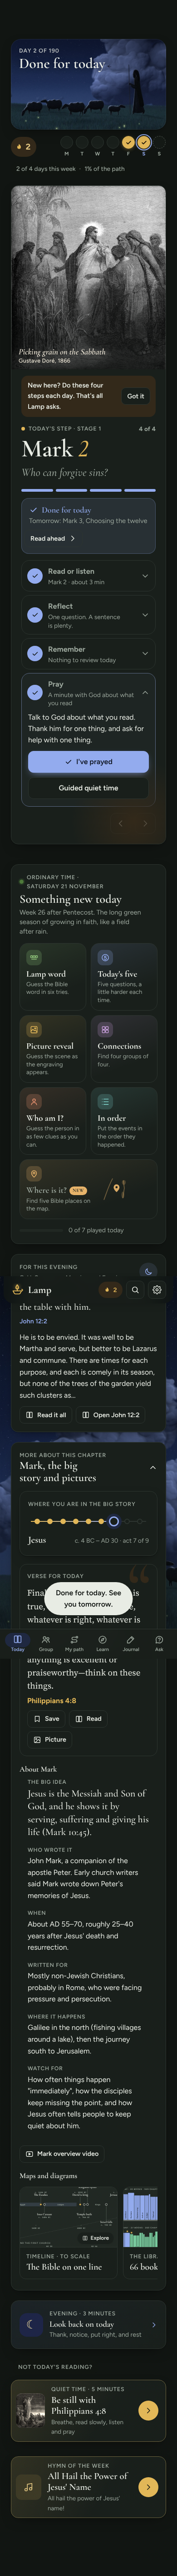 DAY 2 OF 190
Done for today
2
M T W T F S S
2 of 4 days this week · 1% of the path
Picking grain on the Sabbath
Gustave Doré, 1866
New here? Do these four
steps each day. That's all
Lamp asks.
Got it
TODAY'S STEP · STAGE 1
4 of 4
Mark 2
Who can forgive sins?
Done for today
Tomorrow: Mark 3, Choosing the twelve
Read ahead
Read or listen
Mark 2 · about 3 min
Reflect
One question. A sentence
is plenty.
Remember
Nothing to review today
Pray
A minute with God about what
you read
Talk to God about what you read.
Thank him for one thing, and ask for
help with one thing.
I've prayed
Guided quiet time
ORDINARY TIME ·
SATURDAY 21 NOVEMBER
Something new today
Week 26 after Pentecost. The long green
season of growing in faith, like a field
after rain.
Lamp word
Guess the Bible
word in six tries.
Today's five
Five questions, a
little harder each
time.
Picture reveal
Guess the scene as
the engraving
appears.
Connections
Find four groups of
four.
Who am I?
Guess the person in
as few clues as you
can.
In order
Put the events in
the order they
happened.
Where is it? NEW
Find five Bible places on
the map.
0 of 7 played today
FOR THIS EVENING
Lamp
2
the table with him.
John 12:2
He is to be envied. It was well to be
Martha and serve, but better to be Lazarus
and commune. There are times for each
purpose, and each is comely in its season,
but none of the trees of the garden yield
such clusters as…
Read it all
Open John 12:2
MORE ABOUT THIS CHAPTER
Mark, the big
story and pictures
WHERE YOU ARE IN THE BIG STORY
Jesus
c. 4 BC – AD 30 · act 7 of 9
VERSE FOR TODAY
Done for today. See
you tomorrow.
whatever is right, whatever is
Today
Group
My path
Learn
Journal
Ask
excellent or
praiseworthy—think on these
things.
Philippians 4:8
Save
Read
Picture
About Mark
THE BIG IDEA
Jesus is the Messiah and Son of
God, and he shows it by
serving, suffering and giving his
life (Mark 10:45).
WHO WROTE IT
John Mark, a companion of the
apostle Peter. Early church writers
said Mark wrote down Peter's
memories of Jesus.
WHEN
About AD 55–70, roughly 25–40
years after Jesus' death and
resurrection.
WRITTEN FOR
Mostly non-Jewish Christians,
probably in Rome, who were facing
pressure and persecution.
WHERE IT HAPPENS
Galilee in the north (fishing villages
around a lake), then the journey
south to Jerusalem.
WATCH FOR
How often things happen
"immediately", how the disciples
keep missing the point, and how
Jesus often tells people to keep
quiet about him.
Mark overview video
Maps and diagrams
Explore
TIMELINE · TO SCALE
The Bible on one line
THE LIBR
66 book
EVENING · 3 MINUTES
Look back on today
Thank, notice, put right, and rest
NOT TODAY'S READING?
QUIET TIME · 5 MINUTES
Be still with
Philippians 4:8
Breathe, read slowly, listen
and pray
HYMN OF THE WEEK
All Hail the Power of
Jesus' Name
All hail the power of Jesus'
name!